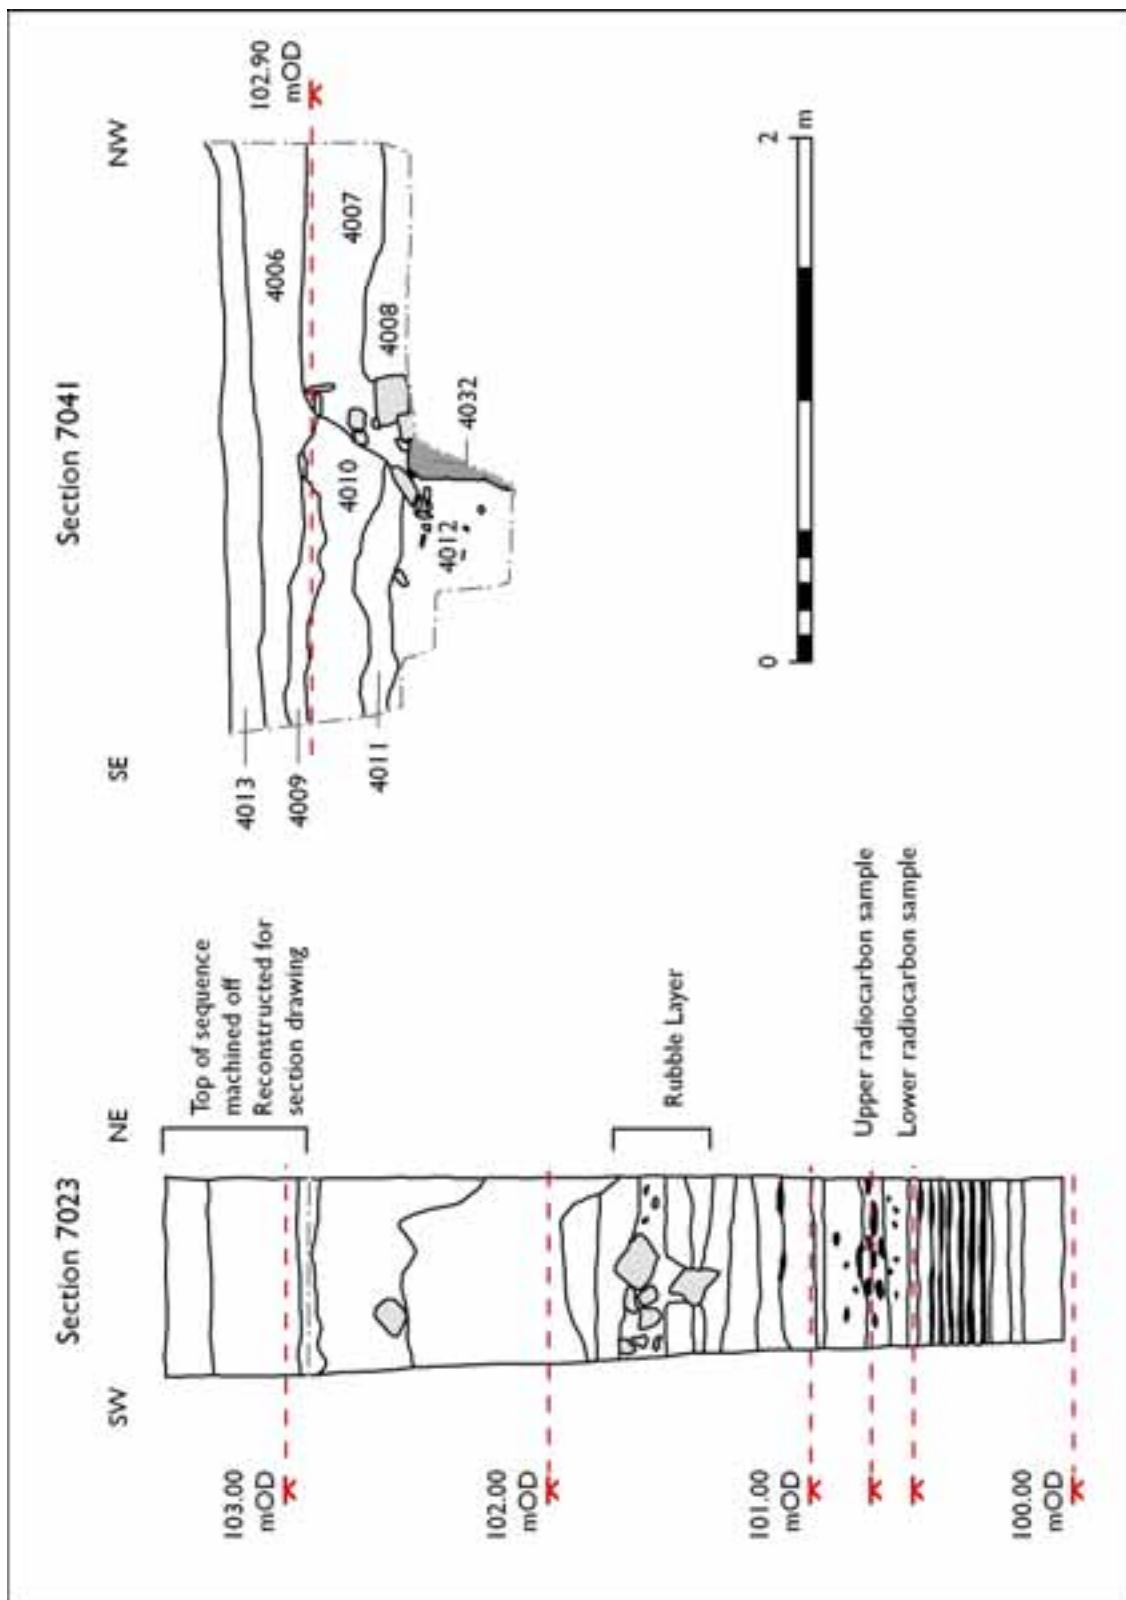 Section 7023
SW
NE
103.00
mOD
102.00
mOD
101.00
mOD
100.00
mOD
Top of sequence
machined off
Reconstructed for
section drawing
Rubble Layer
Upper radiocarbon sample
Lower radiocarbon sample
Section 7041
SE
NW
102.90
mOD
4013
4009
4011
4006
4007
4008
4010
4012
4032
0
2
m